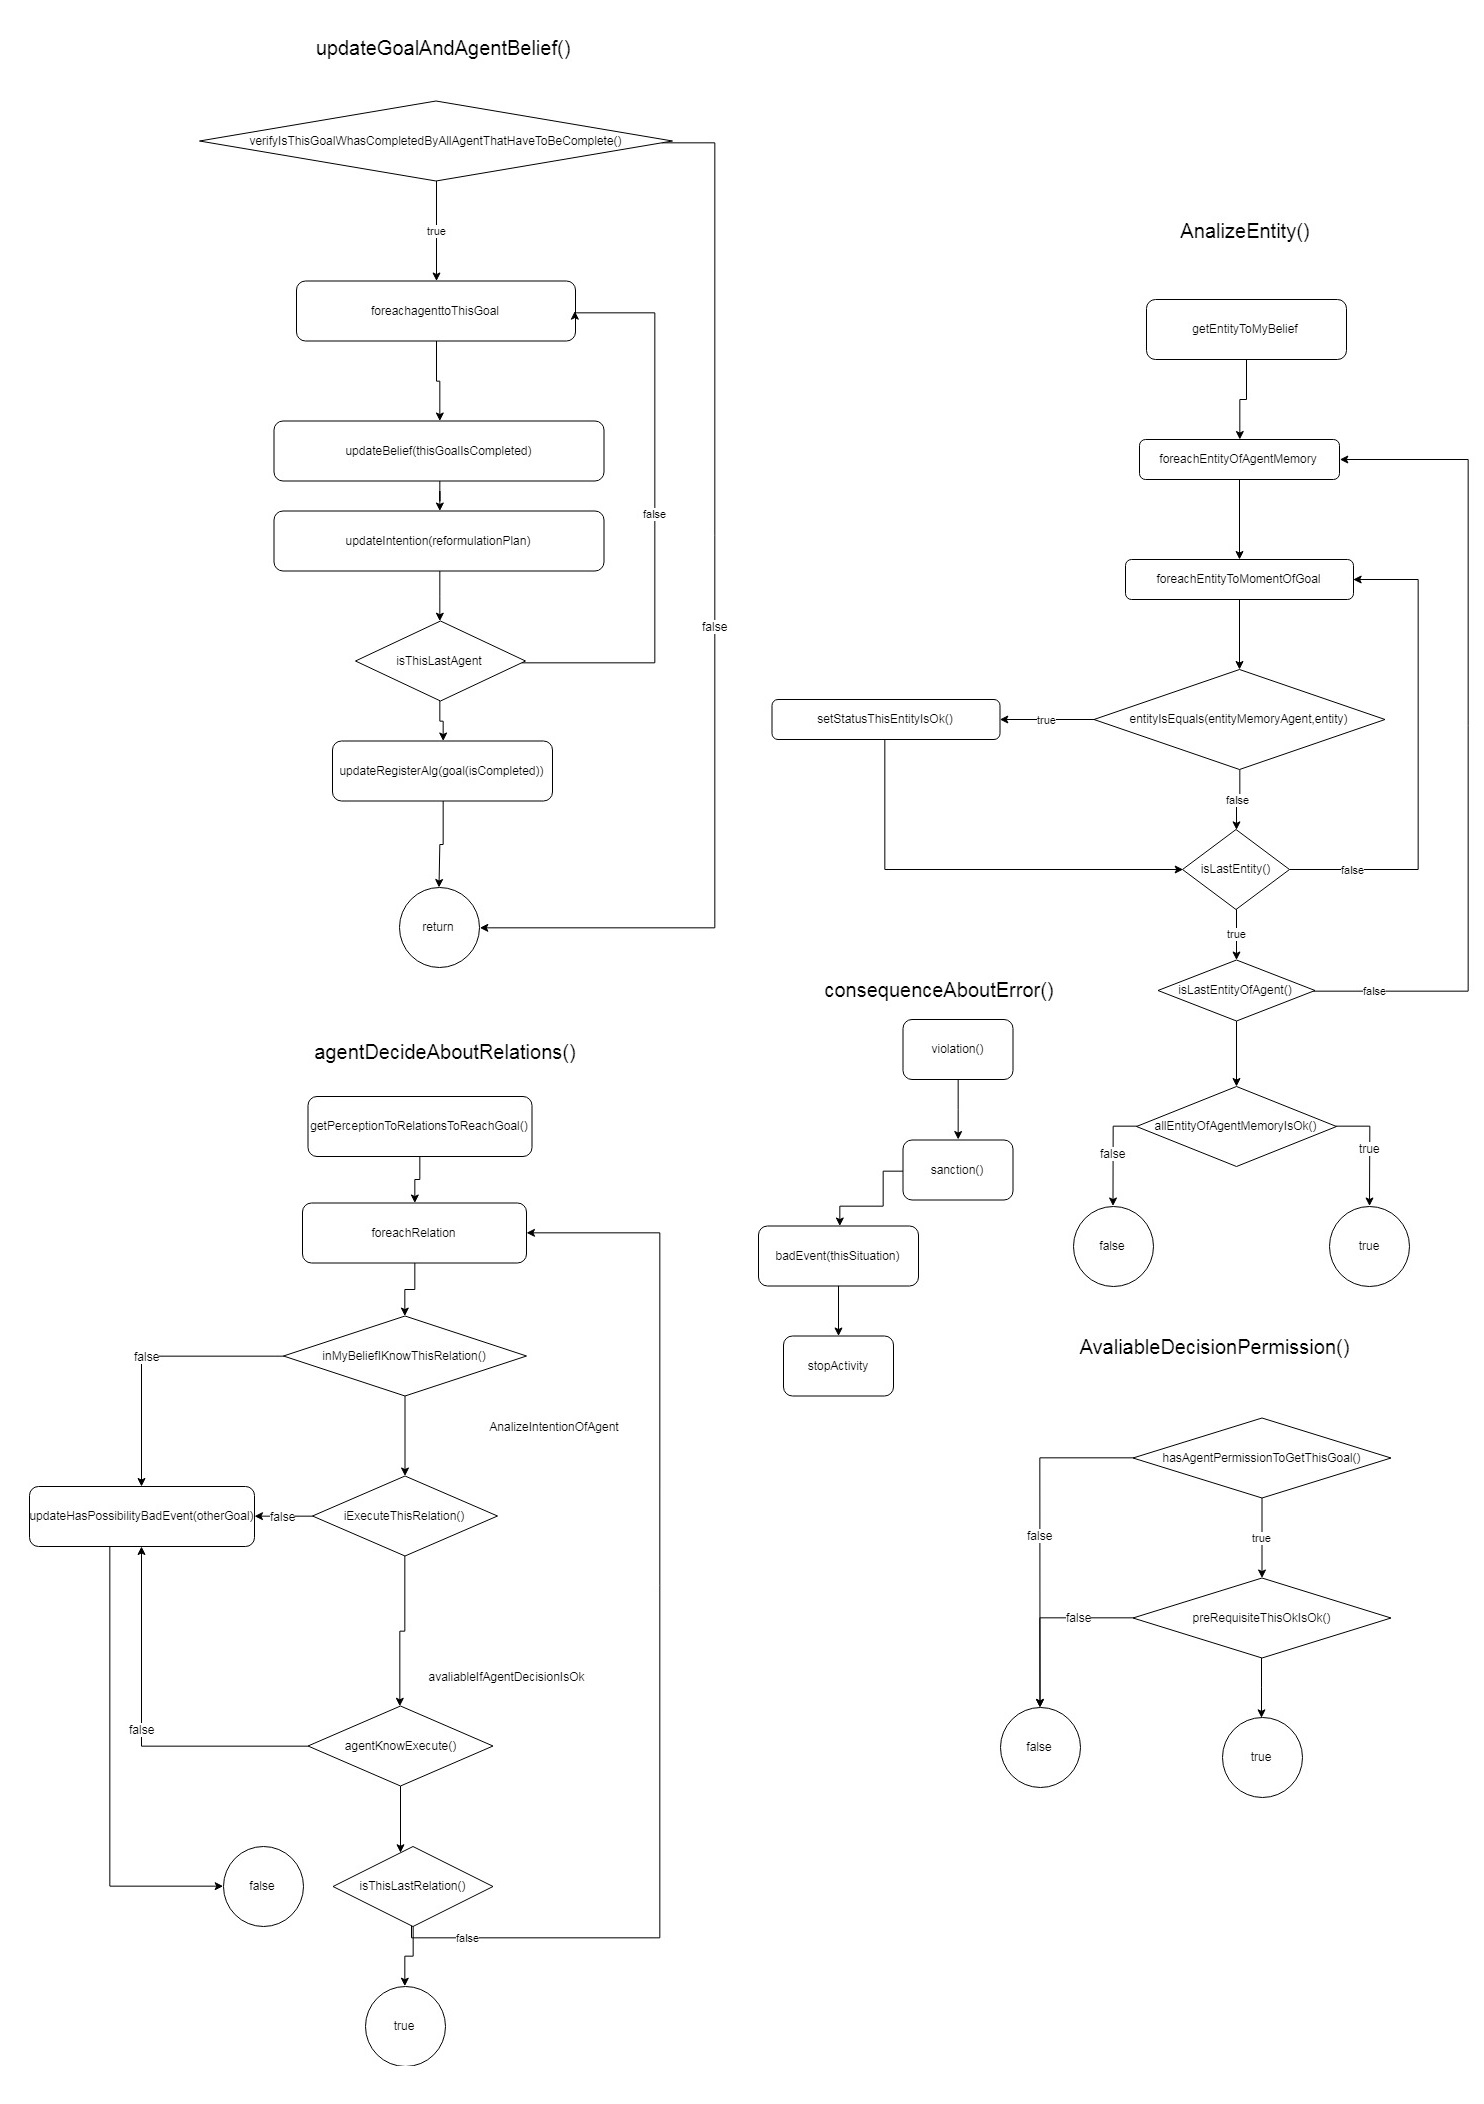 updateGoalAndAgentBelief()
verifyIsThisGoalWhasCompletedByAllAgentThatHaveToBeComplete()
true
foreachagenttoThisGoal
updateBelief(thisGoalIsCompleted)
false
updateIntention(reformulationPlan)
false
isThisLastAgent
updateRegisterAlg(goal(isCompleted))
return
AnalizeEntity()
getEntityToMyBelief
foreachEntityOfAgentMemory
foreachEntityToMomentOfGoal
setStatusThisEntityIsOk()
true
entityIsEquals(entityMemoryAgent,entity)
false
isLastEntity()
false
true
isLastEntityOfAgent()
false
allEntityOfAgentMemoryIsOk()
false
true
false
true
consequenceAboutError()
violation()
sanction()
badEvent(thisSituation)
stopActivity
agentDecideAboutRelations()
getPerceptionToRelationsToReachGoal()
foreachRelation
false
inMyBeliefIKnowThisRelation()
AnalizeIntentionOfAgent
updateHasPossibilityBadEvent(otherGoal)
false
iExecuteThisRelation()
avaliableIfAgentDecisionIsOk
false
agentKnowExecute()
false
isThisLastRelation()
false
true
AvaliableDecisionPermission()
hasAgentPermissionToGetThisGoal()
false
true
false
preRequisiteThisOkIsOk()
false
true